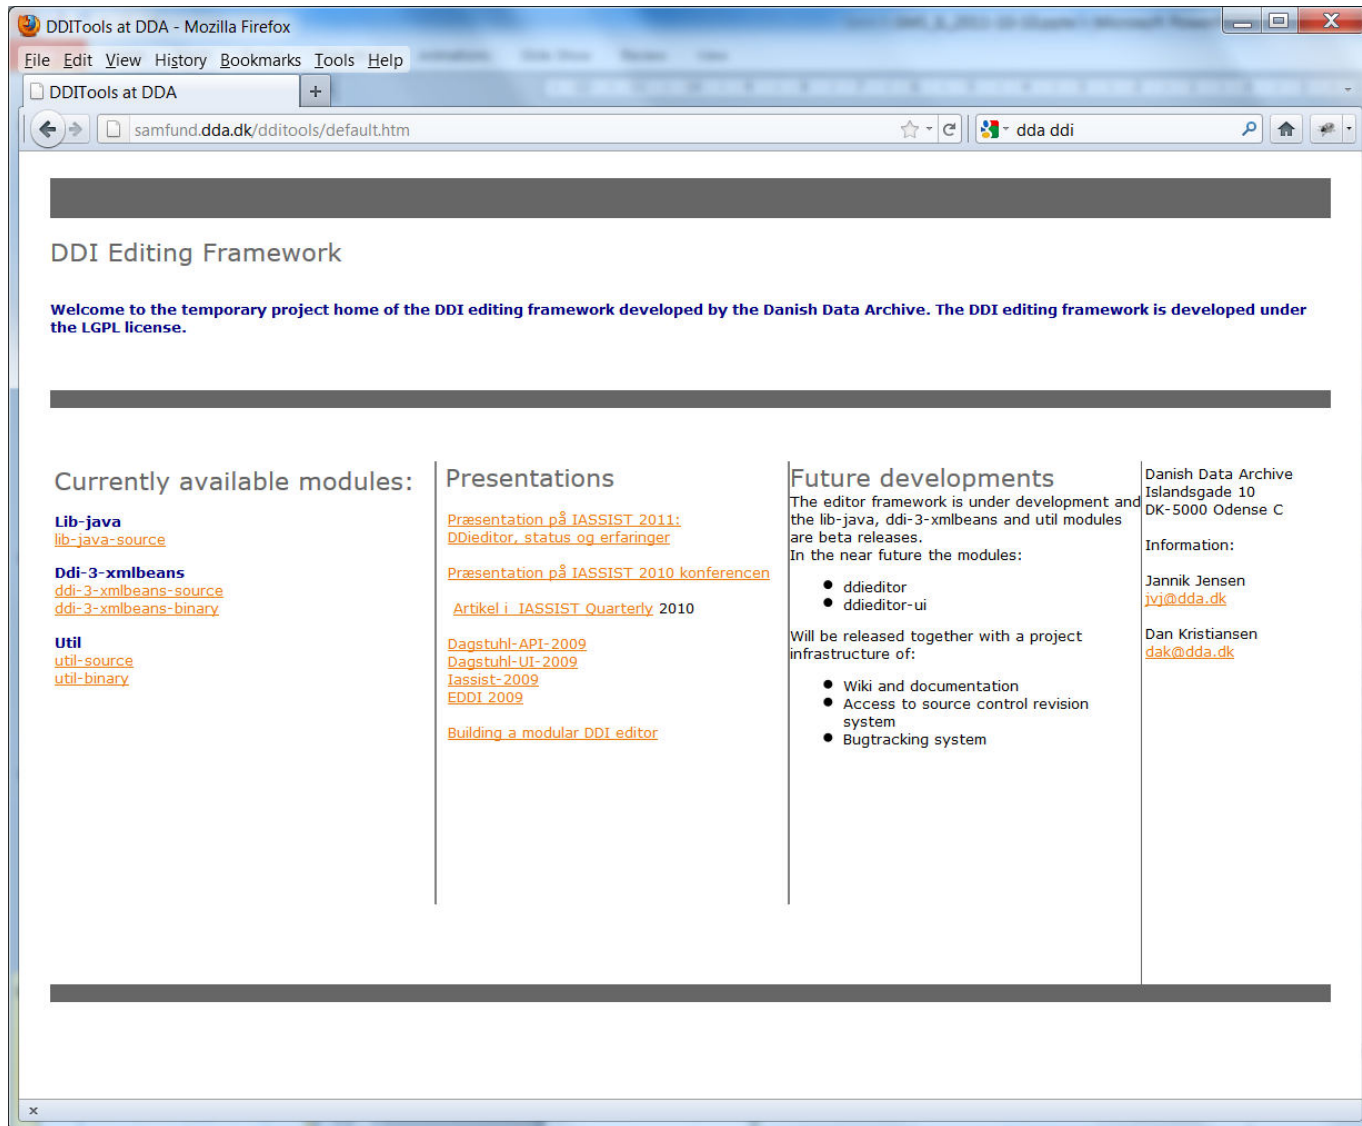 DDITools at DDA - Mozilla Firefox
File Edit View History Bookmarks Tools Help
DDITools at DDA
samfund.dda.dk/dditools/default.htm
dda ddi
DDI Editing Framework
Welcome to the temporary project home of the DDI editing framework developed by the Danish Data Archive. The DDI editing framework is developed under
the LGPL license.
Currently available modules:
Lib-java
lib-java-source
Ddi-3-xmlbeans
ddi-3-xmlbeans-source
ddi-3-xmlbeans-binary
Util
util-source
util-binary
Presentations
Præsentation på IASSIST 2011:
DDieditor, status og erfaringer
Præsentation på IASSIST 2010 konferencen
Artikel i  IASSIST Quarterly 2010
Dagstuhl-API-2009
Dagstuhl-UI-2009
Iassist-2009
EDDI 2009
Building a modular DDI editor
Future developments
The editor framework is under development and
the lib-java, ddi-3-xmlbeans and util modules
are beta releases.
In the near future the modules:
• ddieditor
• ddieditor-ui
Will be released together with a project
infrastructure of:
• Wiki and documentation
• Access to source control revision
system
• Bugtracking system
Danish Data Archive
Islandsgade 10
DK-5000 Odense C
Information:
Jannik Jensen
jvj@dda.dk
Dan Kristiansen
dak@dda.dk